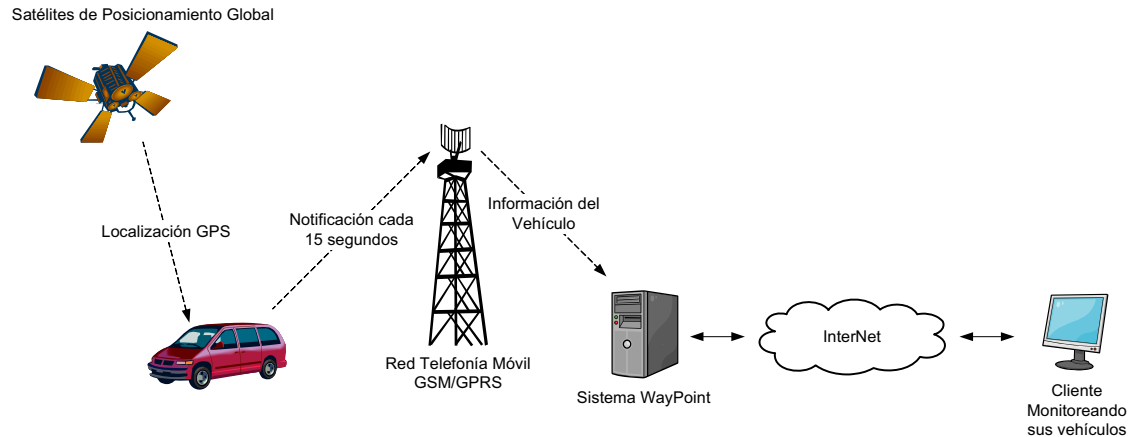 Satélites de Posicionamiento Global
Localización GPS
Notificación cada
15 segundos
Red Telefonía Móvil
GSM/GPRS
Información del
Vehículo
Sistema WayPoint
InterNet
Cliente
Monitoreando
sus vehículos